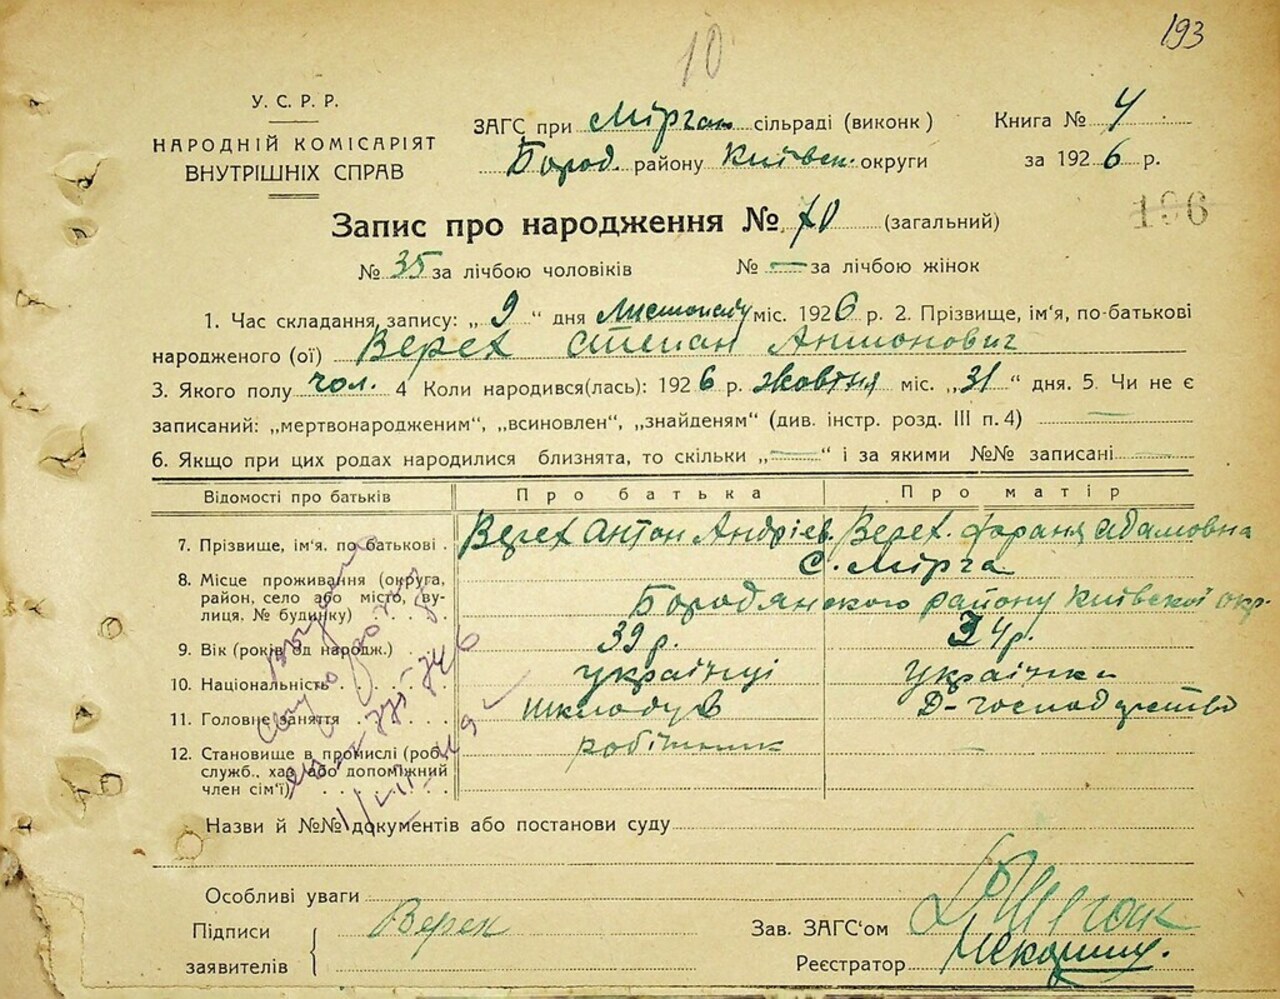 193
10
У. С. Р. Р.
НАРОДНІЙ КОМІСАРІЯТ
ВНУТРІШНІХ СПРАВ
ЗАГС при Мірган сільраді (виконк)
Бород. району Київськ. округи
Книга № 4
за 1926 р.
196
Запис про народження № 70 (загальний)
№ 35 за лічбою чоловіків № — за лічбою жінок
1. Час складання запису: „ 9 “ дня листопаду міс. 1926 р. 2. Прізвище, ім'я, по-батькові
народженого (ої) Верех Степан Антонович
3. Якого полу чол. 4 Коли народився(лась): 1926 р. жовтня міс. „31“ дня. 5. Чи не є
записаний: „мертвонародженим“, „всиновлен“, „знайденям“ (див. інстр. розд. III п. 4) —
6. Якщо при цих родах народилися близнята, то скільки „—“ і за якими №№ записані —
Відомості про батьків Про батька Про матір
7. Прізвище, ім'я, по батькові . Верех Антон Андріев. Верех. Франя Адамовна
8. Місце проживання (округа, район, село або місто, вулиця, № будинку) . . . . с. Мірча
Бородянского району Київскої окр.
9. Вік (років од народж.) . . . 39 р. 34 р.
10. Національність . . . . . . українці Українка
11. Головне заняття . . . . . . шклодув Д-господарство
12. Становище в промислі (роб., служб., хаз. або допоміжний член сім'ї) . . . . . . робітник —
Назви й №№ документів або постанови суду
Особливі уваги
Підписи
заявителів
Верек
Зав. ЗАГС'ом
Реєстратор